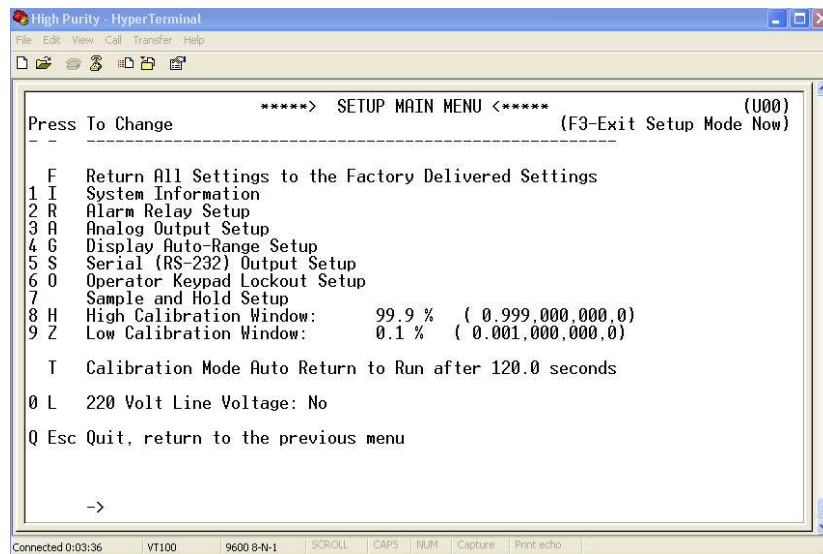 High Purity - HyperTerminal
File Edit View Call Transfer Help
*****> SETUP MAIN MENU <***** (U00)
Press To Change (F3-Exit Setup Mode Now)
- - ------------------------------------------------------
F Return All Settings to the Factory Delivered Settings
1 I System Information
2 R Alarm Relay Setup
3 A Analog Output Setup
4 G Display Auto-Range Setup
5 S Serial (RS-232) Output Setup
6 O Operator Keypad Lockout Setup
7 Sample and Hold Setup
8 H High Calibration Window: 99.9 % ( 0.999,000,000,0)
9 Z Low Calibration Window: 0.1 % ( 0.001,000,000,0)
T Calibration Mode Auto Return to Run after 120.0 seconds
0 L 220 Volt Line Voltage: No
Q Esc Quit, return to the previous menu
->
Connected 0:03:36 VT100 9600 8-N-1 SCROLL CAPS NUM Capture Print echo